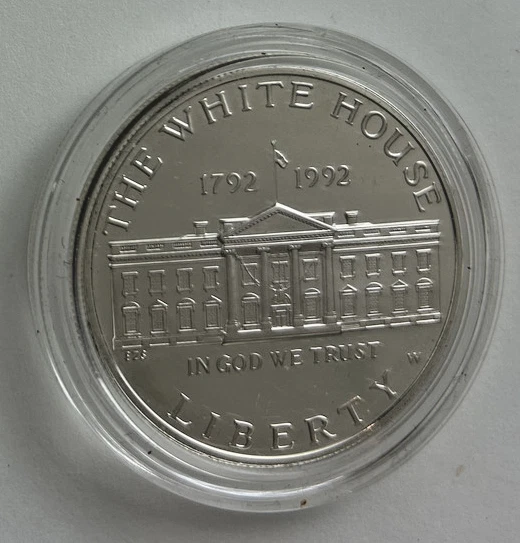 THE WHITE HOUSE
1792 1992
IN GOD WE TRUST
W
LIBERTY